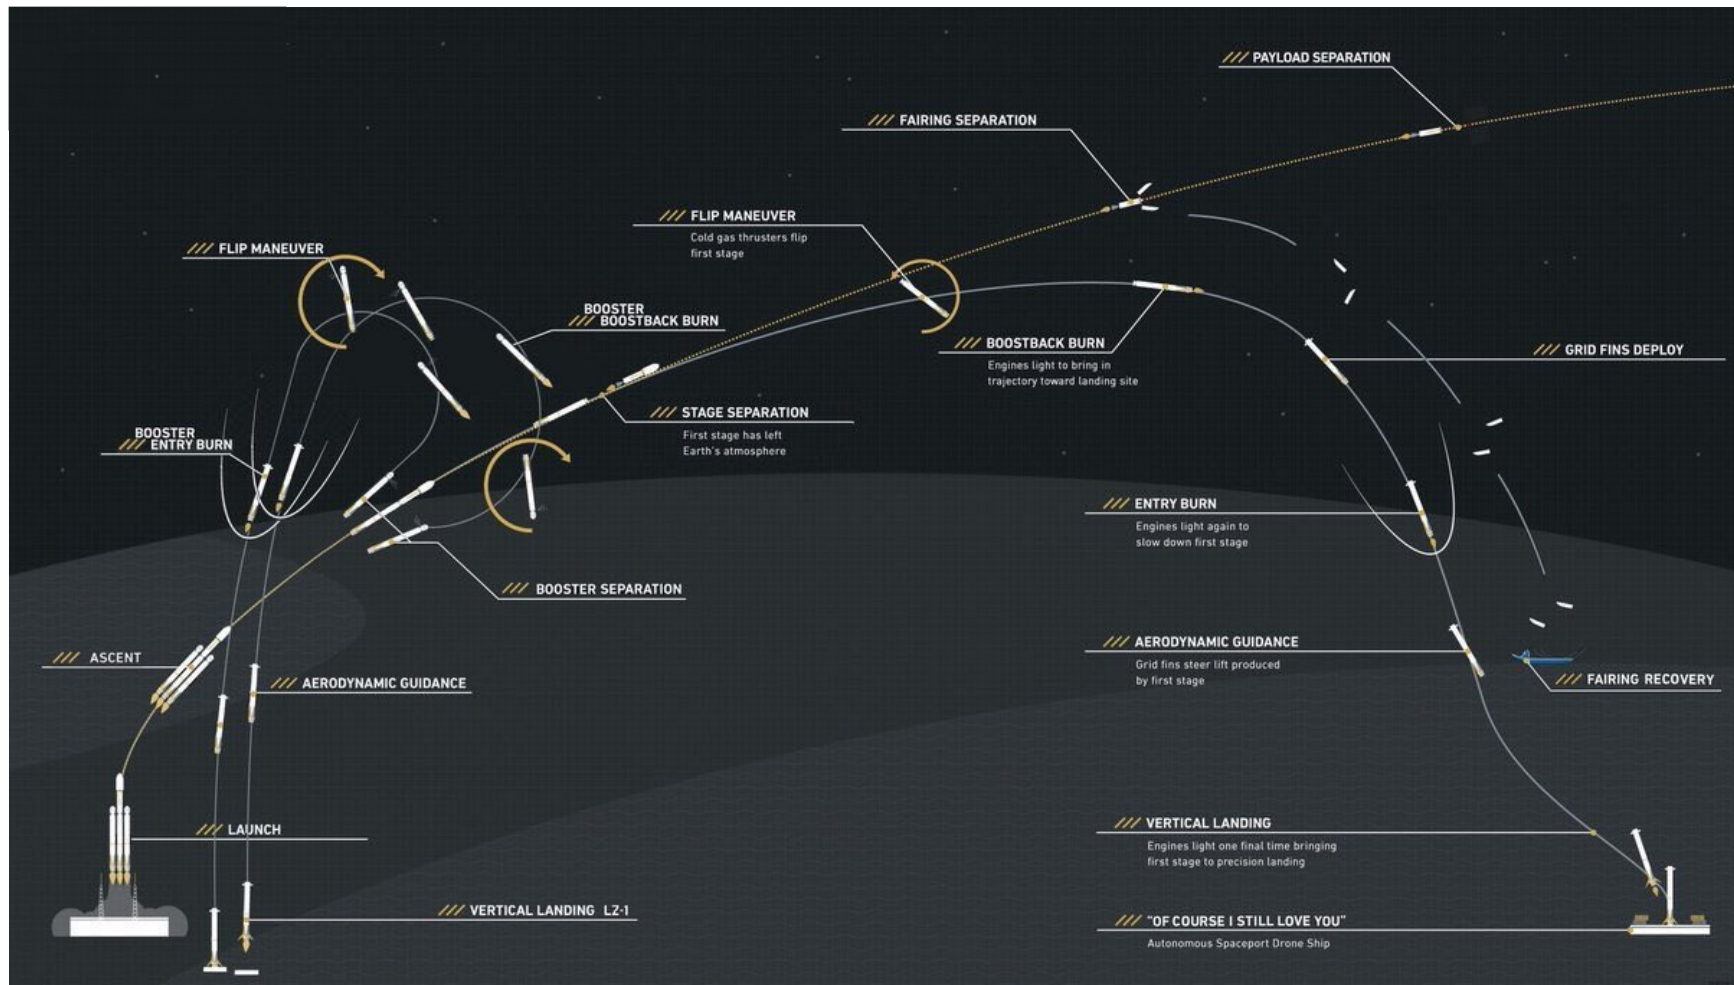 PAYLOAD SEPARATION
FAIRING SEPARATION
FLIP MANEUVER
Cold gas thrusters flip
first stage
FLIP MANEUVER
BOOSTER
BOOSTBACK BURN
BOOSTBACK BURN
Engines light to bring in
trajectory toward landing site
GRID FINS DEPLOY
STAGE SEPARATION
First stage has left
Earth's atmosphere
BOOSTER
ENTRY BURN
ENTRY BURN
Engines light again to
slow down first stage
BOOSTER SEPARATION
ASCENT
AERODYNAMIC GUIDANCE
AERODYNAMIC GUIDANCE
Grid fins steer lift produced
by first stage
FAIRING RECOVERY
LAUNCH
VERTICAL LANDING
Engines light one final time bringing
first stage to precision landing
VERTICAL LANDING LZ-1
"OF COURSE I STILL LOVE YOU"
Autonomous Spaceport Drone Ship